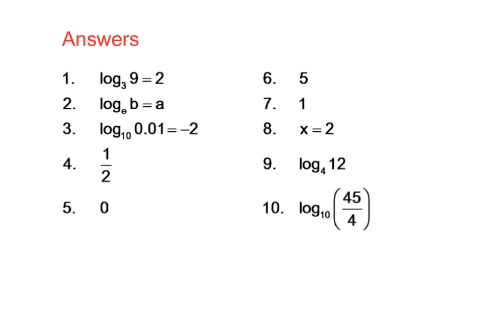 Answers
1. log₃ 9 = 2
2. logₑ b = a
3. log₁₀ 0.01 = –2
4. 1/2
5. 0
6. 5
7. 1
8. x = 2
9. log₄ 12
10. log₁₀ (45/4)